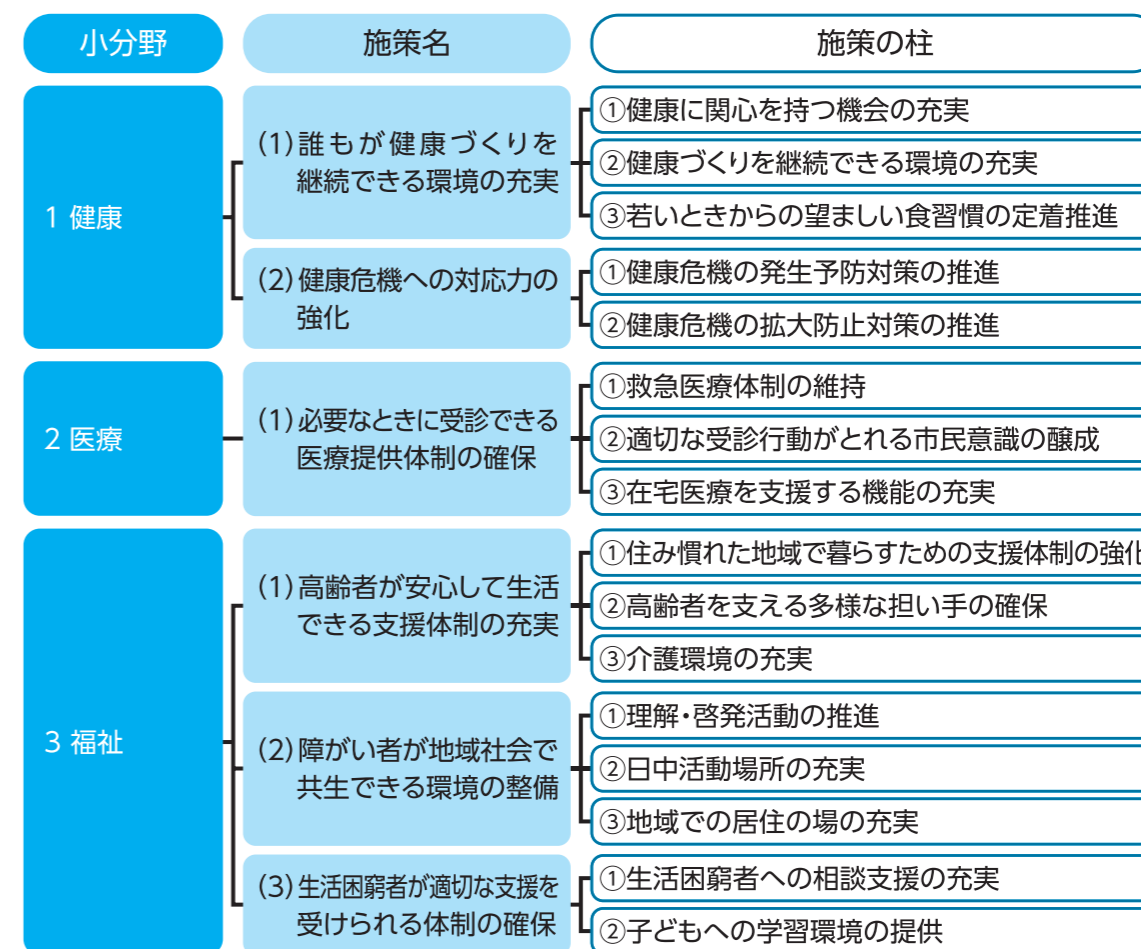 小分野
施策名
施策の柱
1 健康
(1)誰もが健康づくりを
継続できる環境の充実
①健康に関心を持つ機会の充実
②健康づくりを継続できる環境の充実
③若いときからの望ましい食習慣の定着推進
(2)健康危機への対応力の
強化
①健康危機の発生予防対策の推進
②健康危機の拡大防止対策の推進
2 医療
(1)必要なときに受診できる
医療提供体制の確保
①救急医療体制の維持
②適切な受診行動がとれる市民意識の醸成
③在宅医療を支援する機能の充実
3 福祉
(1)高齢者が安心して生活
できる支援体制の充実
①住み慣れた地域で暮らすための支援体制の強化
②高齢者を支える多様な担い手の確保
③介護環境の充実
(2)障がい者が地域社会で
共生できる環境の整備
①理解・啓発活動の推進
②日中活動場所の充実
③地域での居住の場の充実
(3)生活困窮者が適切な支援を
受けられる体制の確保
①生活困窮者への相談支援の充実
②子どもへの学習環境の提供